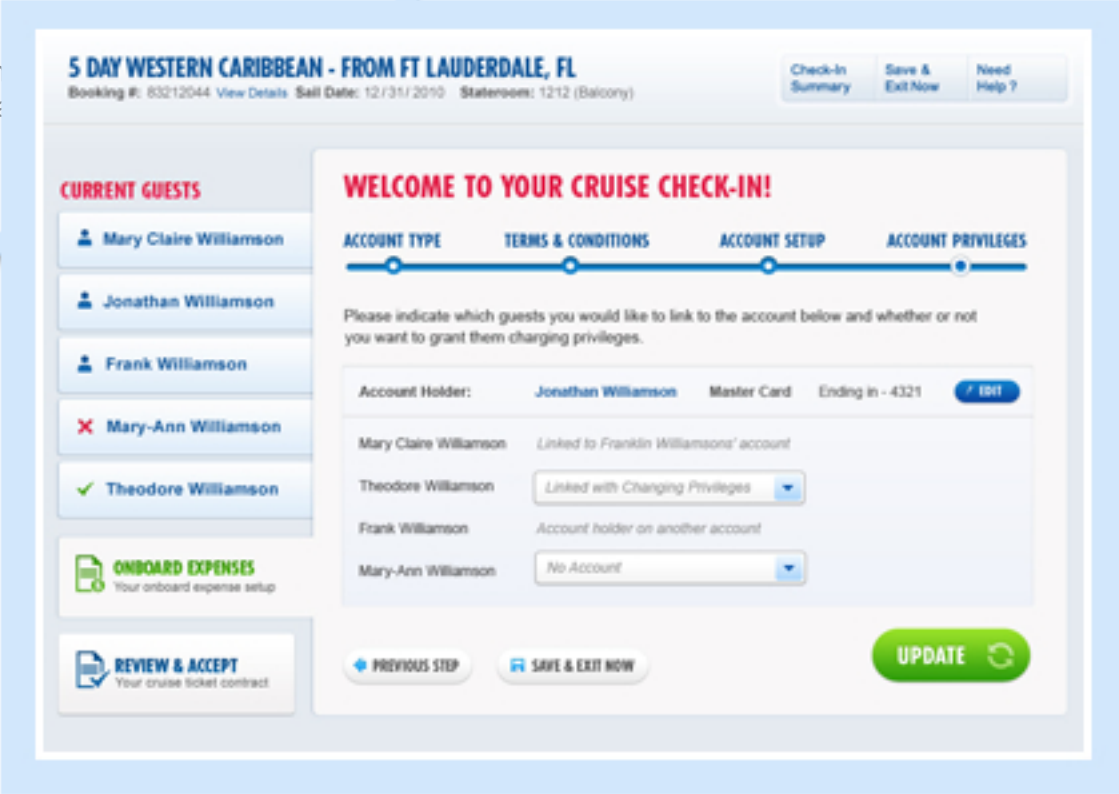 5 DAY WESTERN CARIBBEAN - FROM FT LAUDERDALE, FL
Booking #: 83212044 View Details Sail Date: 12/31/2010 Stateroom: 1212 (Balcony)
Check-In Summary
Save & Exit Now
Need Help ?
CURRENT GUESTS
Mary Claire Williamson
Jonathan Williamson
Frank Williamson
Mary-Ann Williamson
Theodore Williamson
ONBOARD EXPENSES
Your onboard expense setup
REVIEW & ACCEPT
Your cruise ticket contract
WELCOME TO YOUR CRUISE CHECK-IN!
ACCOUNT TYPE TERMS & CONDITIONS ACCOUNT SETUP ACCOUNT PRIVILEGES
Please indicate which guests you would like to link to the account below and whether or not
you want to grant them charging privileges.
Account Holder: Jonathan Williamson Master Card Ending in - 4321 EDIT
Mary Claire Williamson Linked to Franklin Williamsons' account
Theodore Williamson Linked with Changing Privileges
Frank Williamson Account holder on another account
Mary-Ann Williamson No Account
PREVIOUS STEP SAVE & EXIT NOW UPDATE